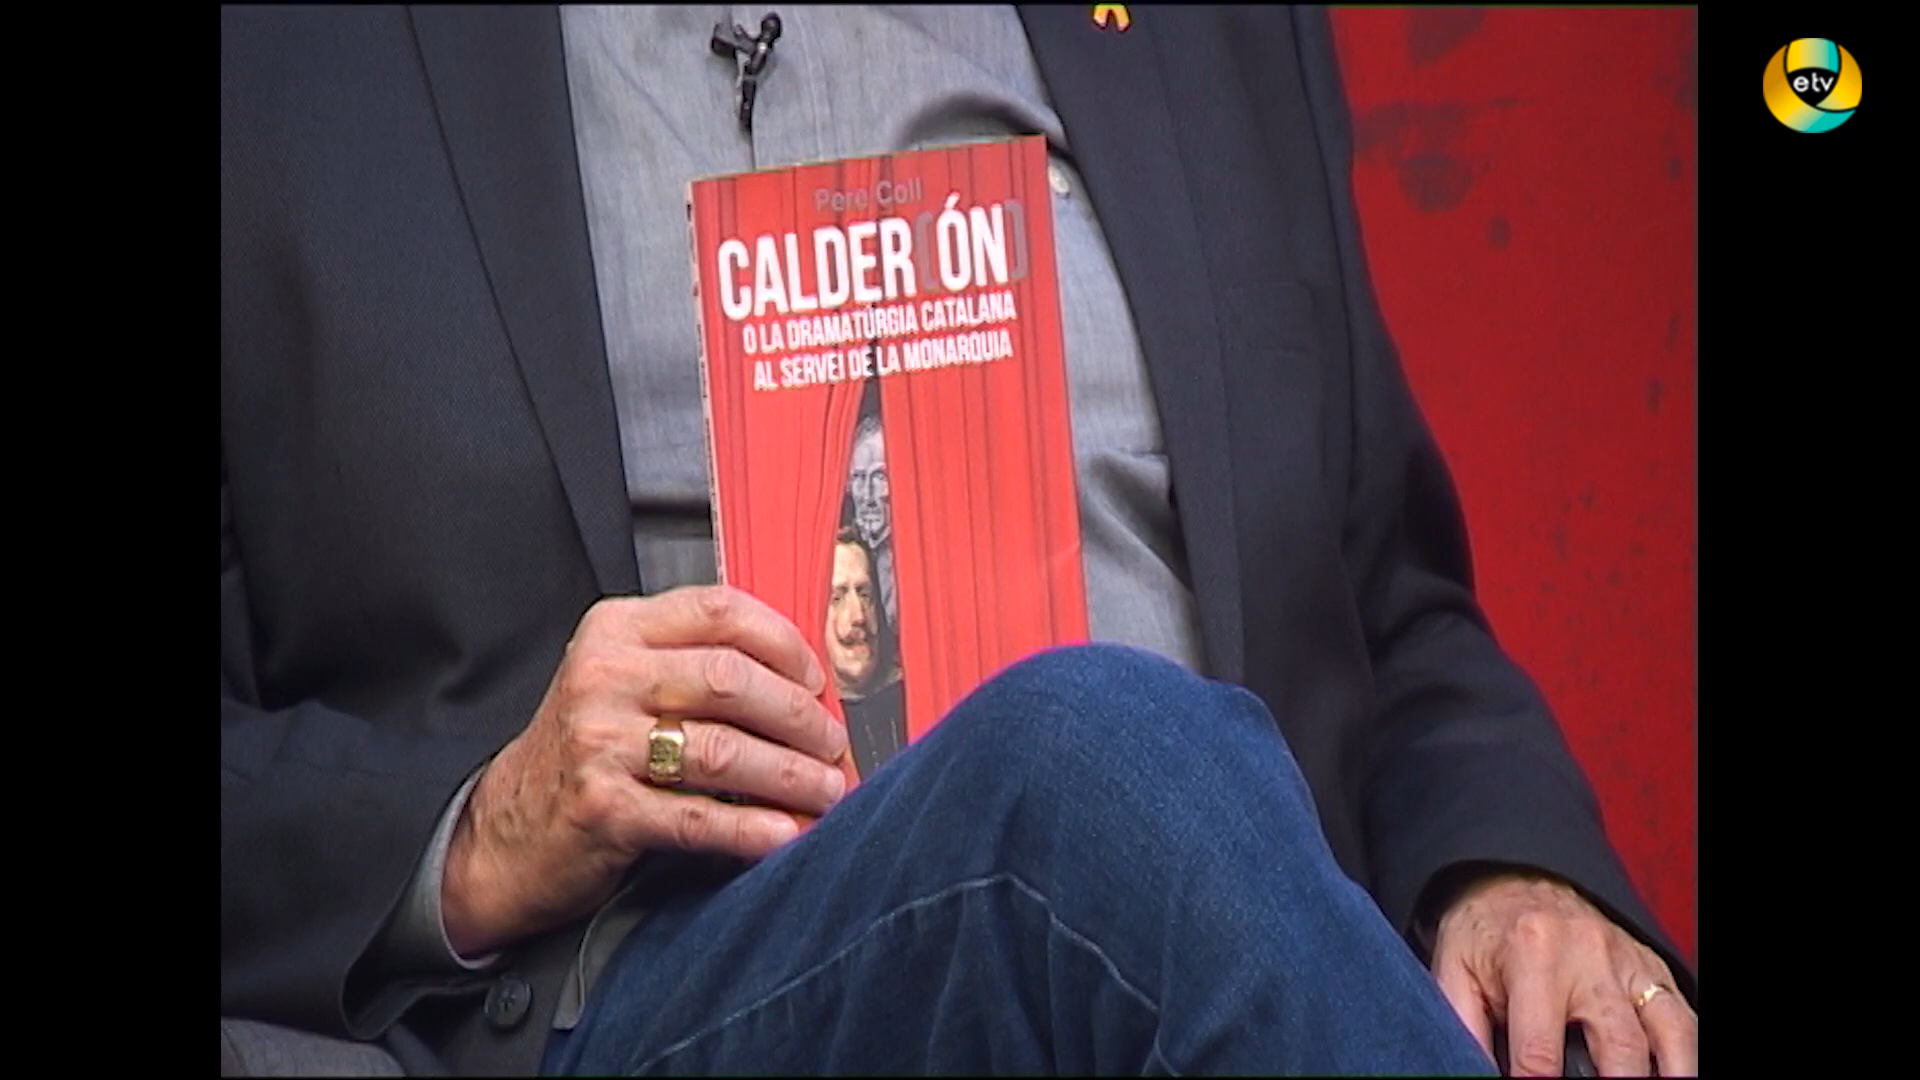 etv
Pere Coll
CALDER[ÓN]
O LA DRAMATÚRGIA CATALANA
AL SERVEI DE LA MONARQUIA